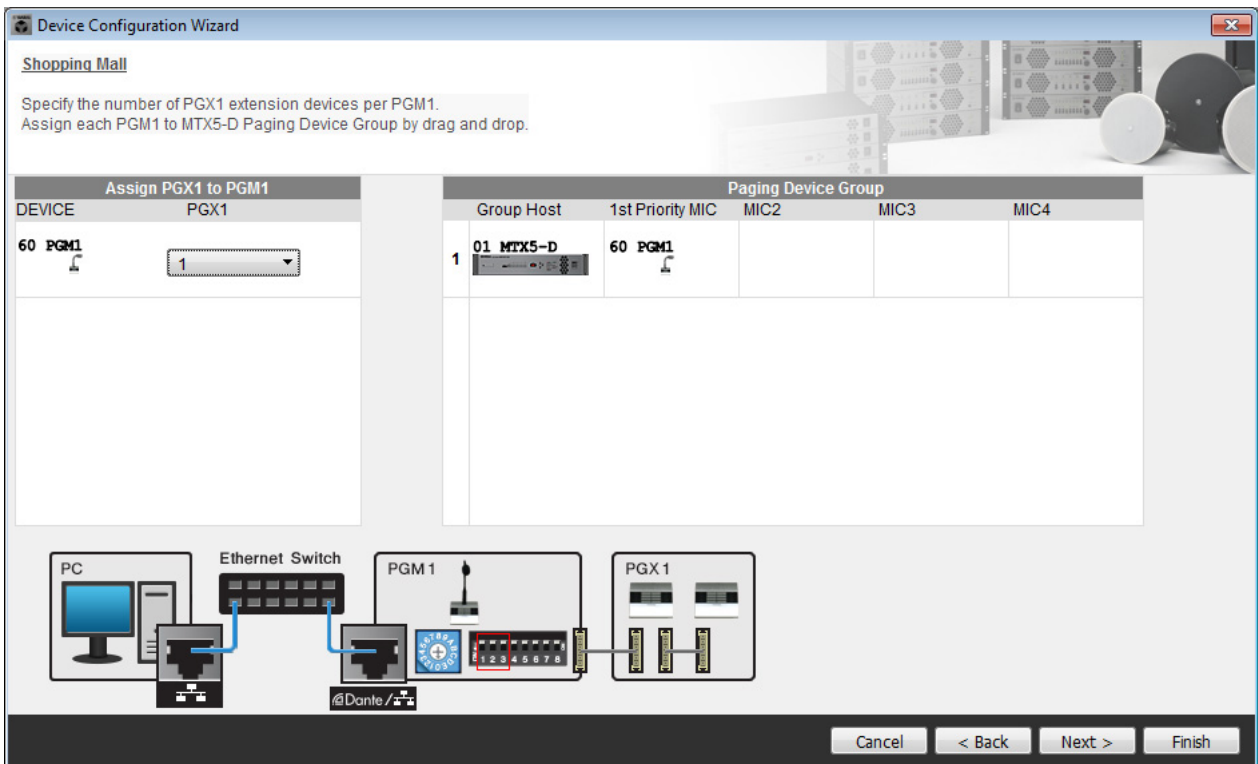 Device Configuration Wizard
Shopping Mall
Specify the number of PGX1 extension devices per PGM1.
Assign each PGM1 to MTX5-D Paging Device Group by drag and drop.
Assign PGX1 to PGM1
DEVICE PGX1
60 PGM1
1
Paging Device Group
Group Host 1st Priority MIC MIC2 MIC3 MIC4
1 01 MTX5-D 60 PGM1
PC
Ethernet Switch
PGM1
PGX1
1 2 3 4 5 6 7 8
Dante/
Cancel < Back Next > Finish